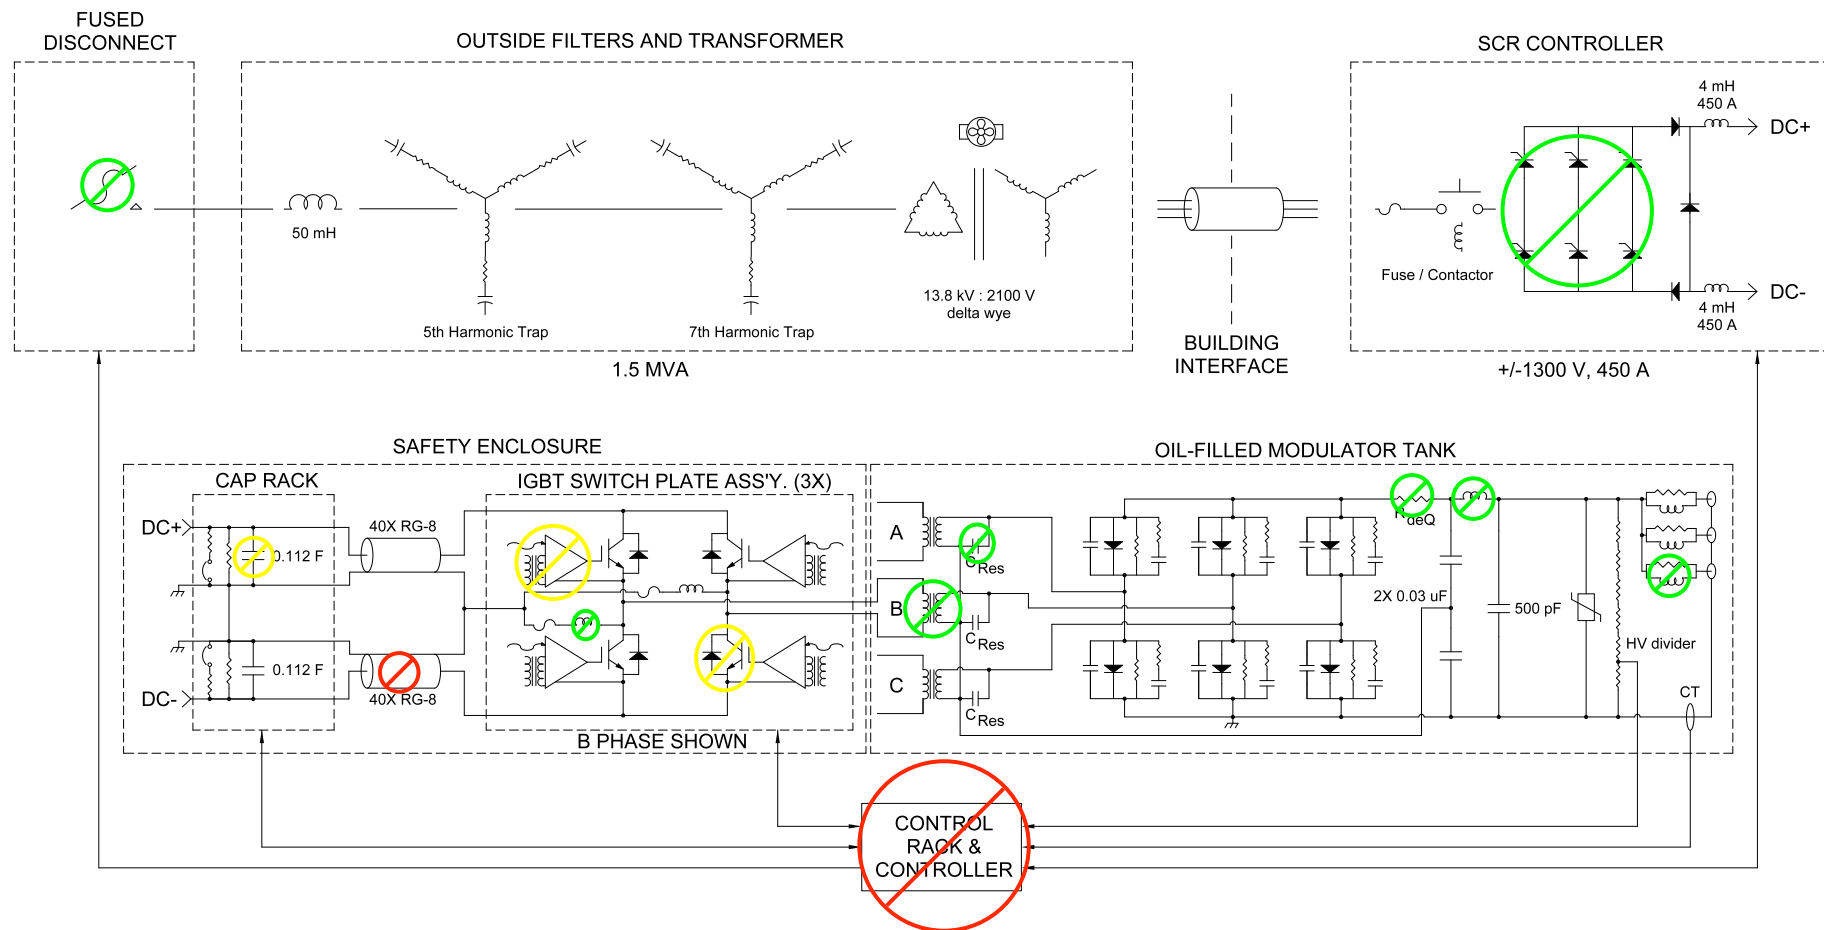 FUSED
DISCONNECT
OUTSIDE FILTERS AND TRANSFORMER
SCR CONTROLLER
4 mH
450 A
DC+
50 mH
Fuse / Contactor
13.8 kV : 2100 V
delta wye
DC-
4 mH
450 A
5th Harmonic Trap
7th Harmonic Trap
BUILDING
INTERFACE
1.5 MVA
+/-1300 V, 450 A
SAFETY ENCLOSURE
OIL-FILLED MODULATOR TANK
CAP RACK
IGBT SWITCH PLATE ASS'Y. (3X)
DC+
40X RG-8
0.112 F
A
CRes
RdeQ
B
CRes
2X 0.03 uF
500 pF
HV divider
0.112 F
DC-
40X RG-8
C
CRes
CT
B PHASE SHOWN
CONTROL
RACK &
CONTROLLER